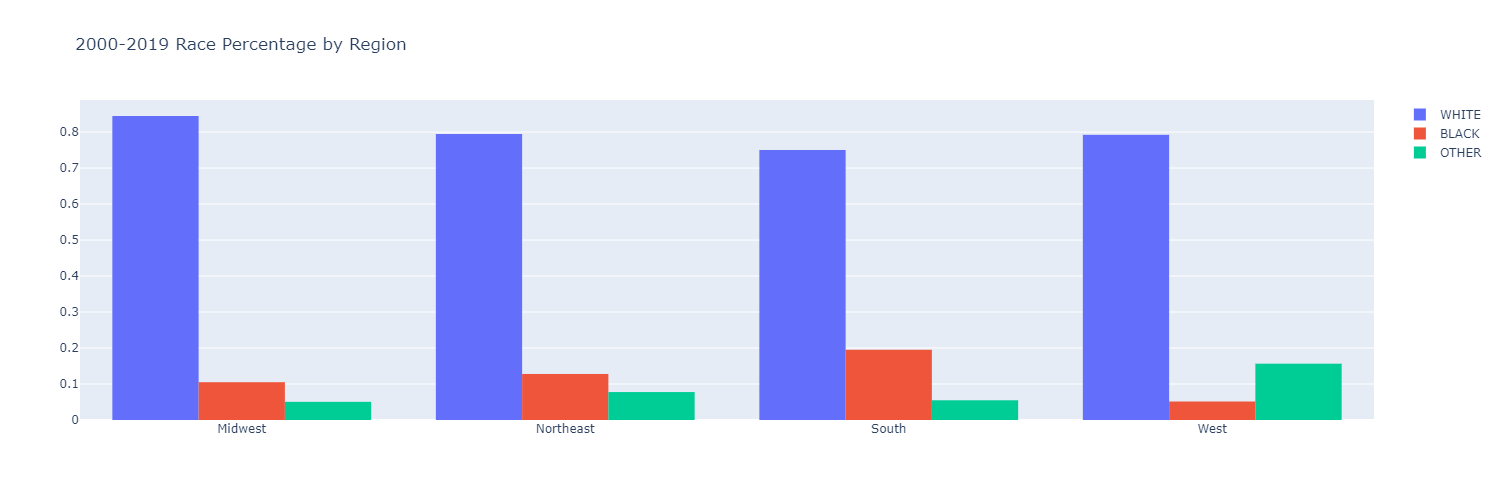 2000-2019 Race Percentage by Region
WHITE
BLACK
OTHER
0.8
0.7
0.6
0.5
0.4
0.3
0.2
0.1
0
Midwest
Northeast
South
West